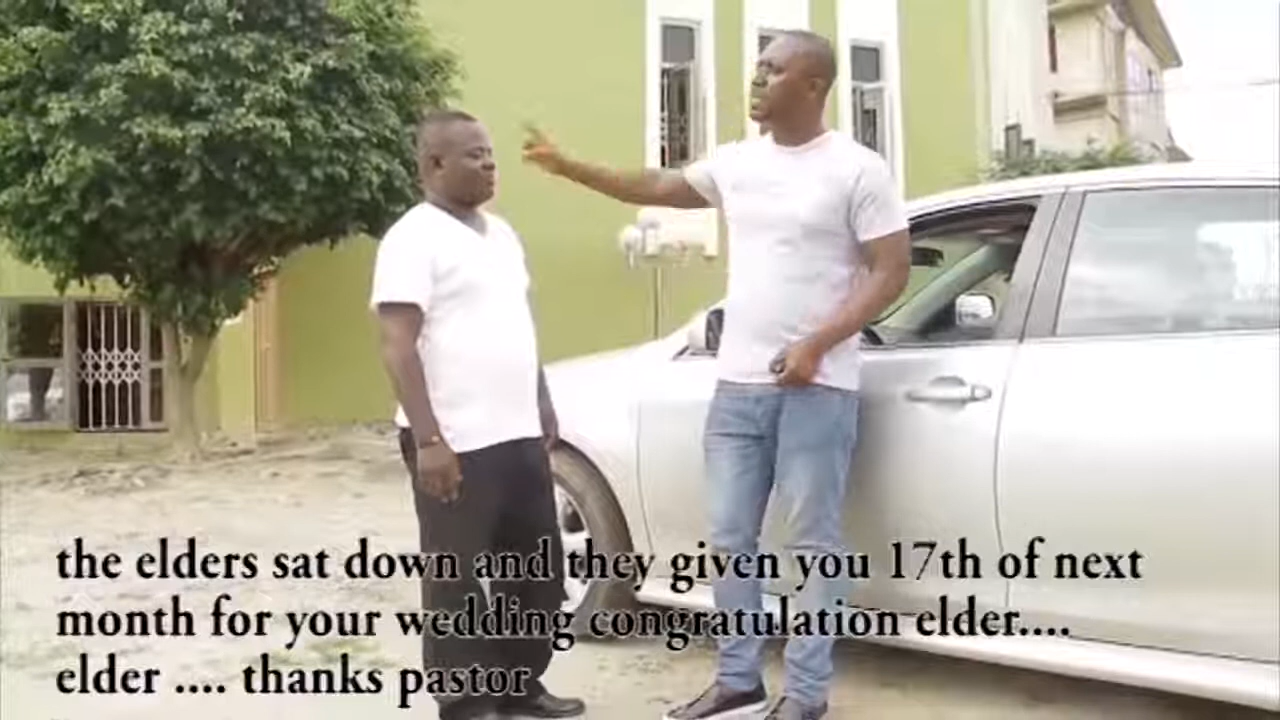 the elders sat down and they given you 17th of next
month for your wedding congratulation elder....
elder .... thanks pastor